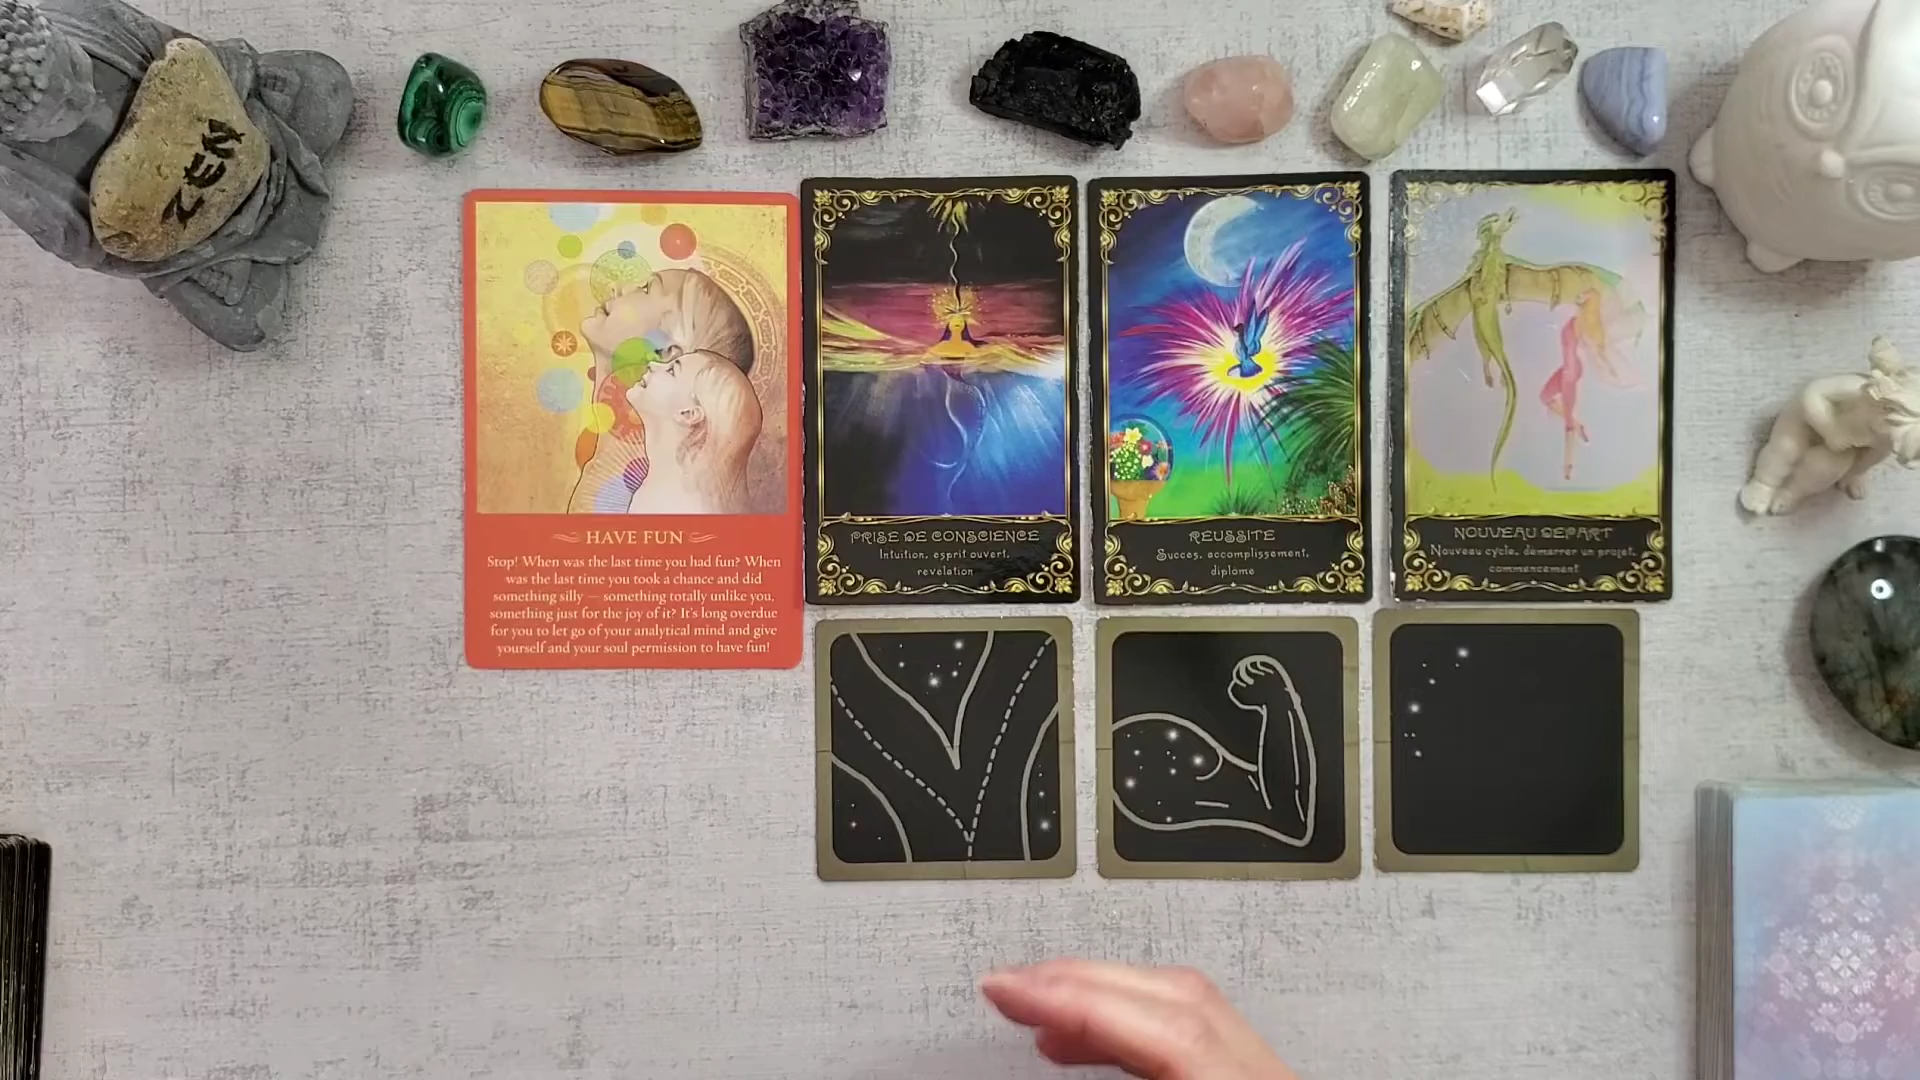 ZEN
HAVE FUN
Stop! When was the last time you had fun? When
was the last time you took a chance and did
something silly — something totally unlike you,
something just for the joy of it? It's long overdue
for you to let go of your analytical mind and give
yourself and your soul permission to have fun!
PRISE DE CONSCIENCE
Intuition, esprit ouvert,
revelation
REUSSITE
Succes, accomplissement,
diplome
NOUVEAU DEPART
Nouveau cycle, demarrer un projet,
commencement